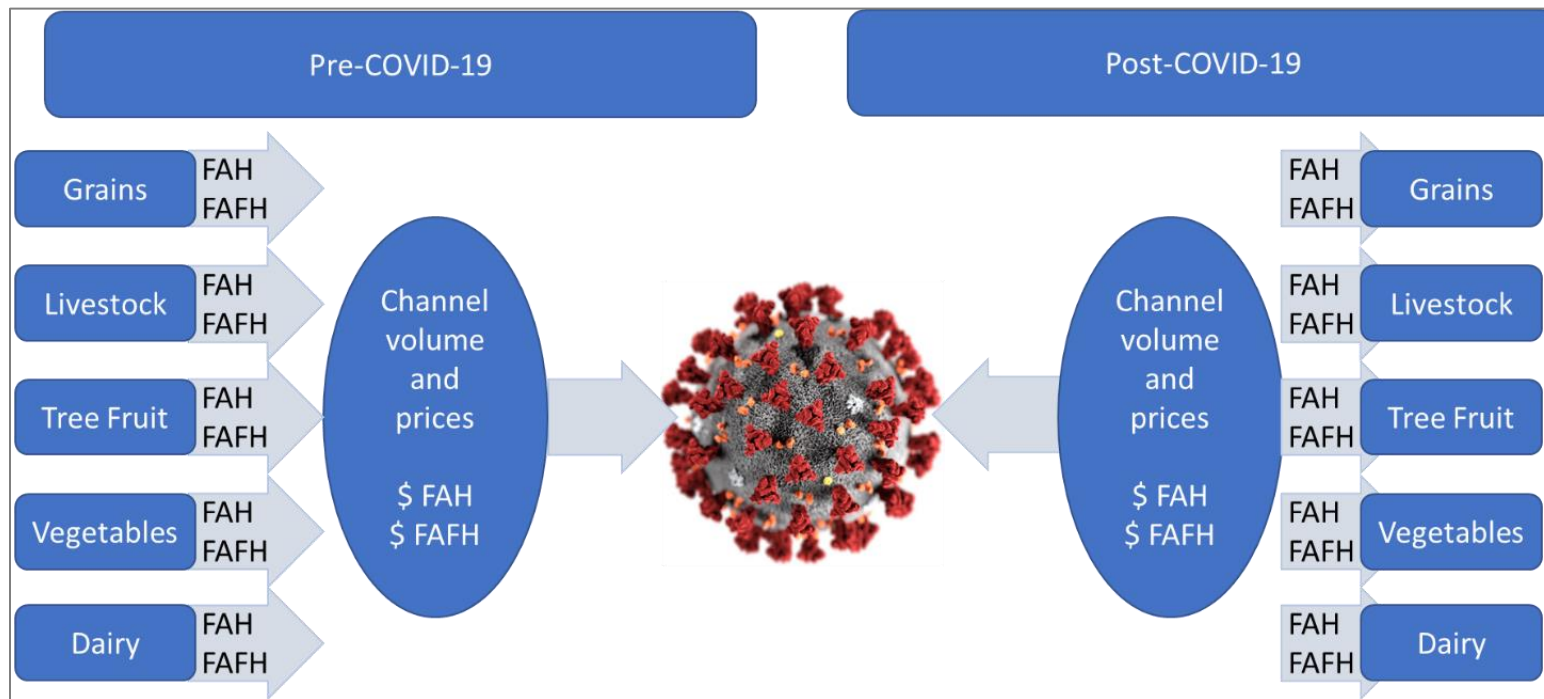 Pre-COVID-19
Post-COVID-19
Grains
FAH
FAFH
Livestock
FAH
FAFH
Tree Fruit
FAH
FAFH
Vegetables
FAH
FAFH
Dairy
FAH
FAFH
Channel
volume
and
prices
$ FAH
$ FAFH
Channel
volume
and
prices
$ FAH
$ FAFH
FAH
FAFH
Grains
FAH
FAFH
Livestock
FAH
FAFH
Tree Fruit
FAH
FAFH
Vegetables
FAH
FAFH
Dairy